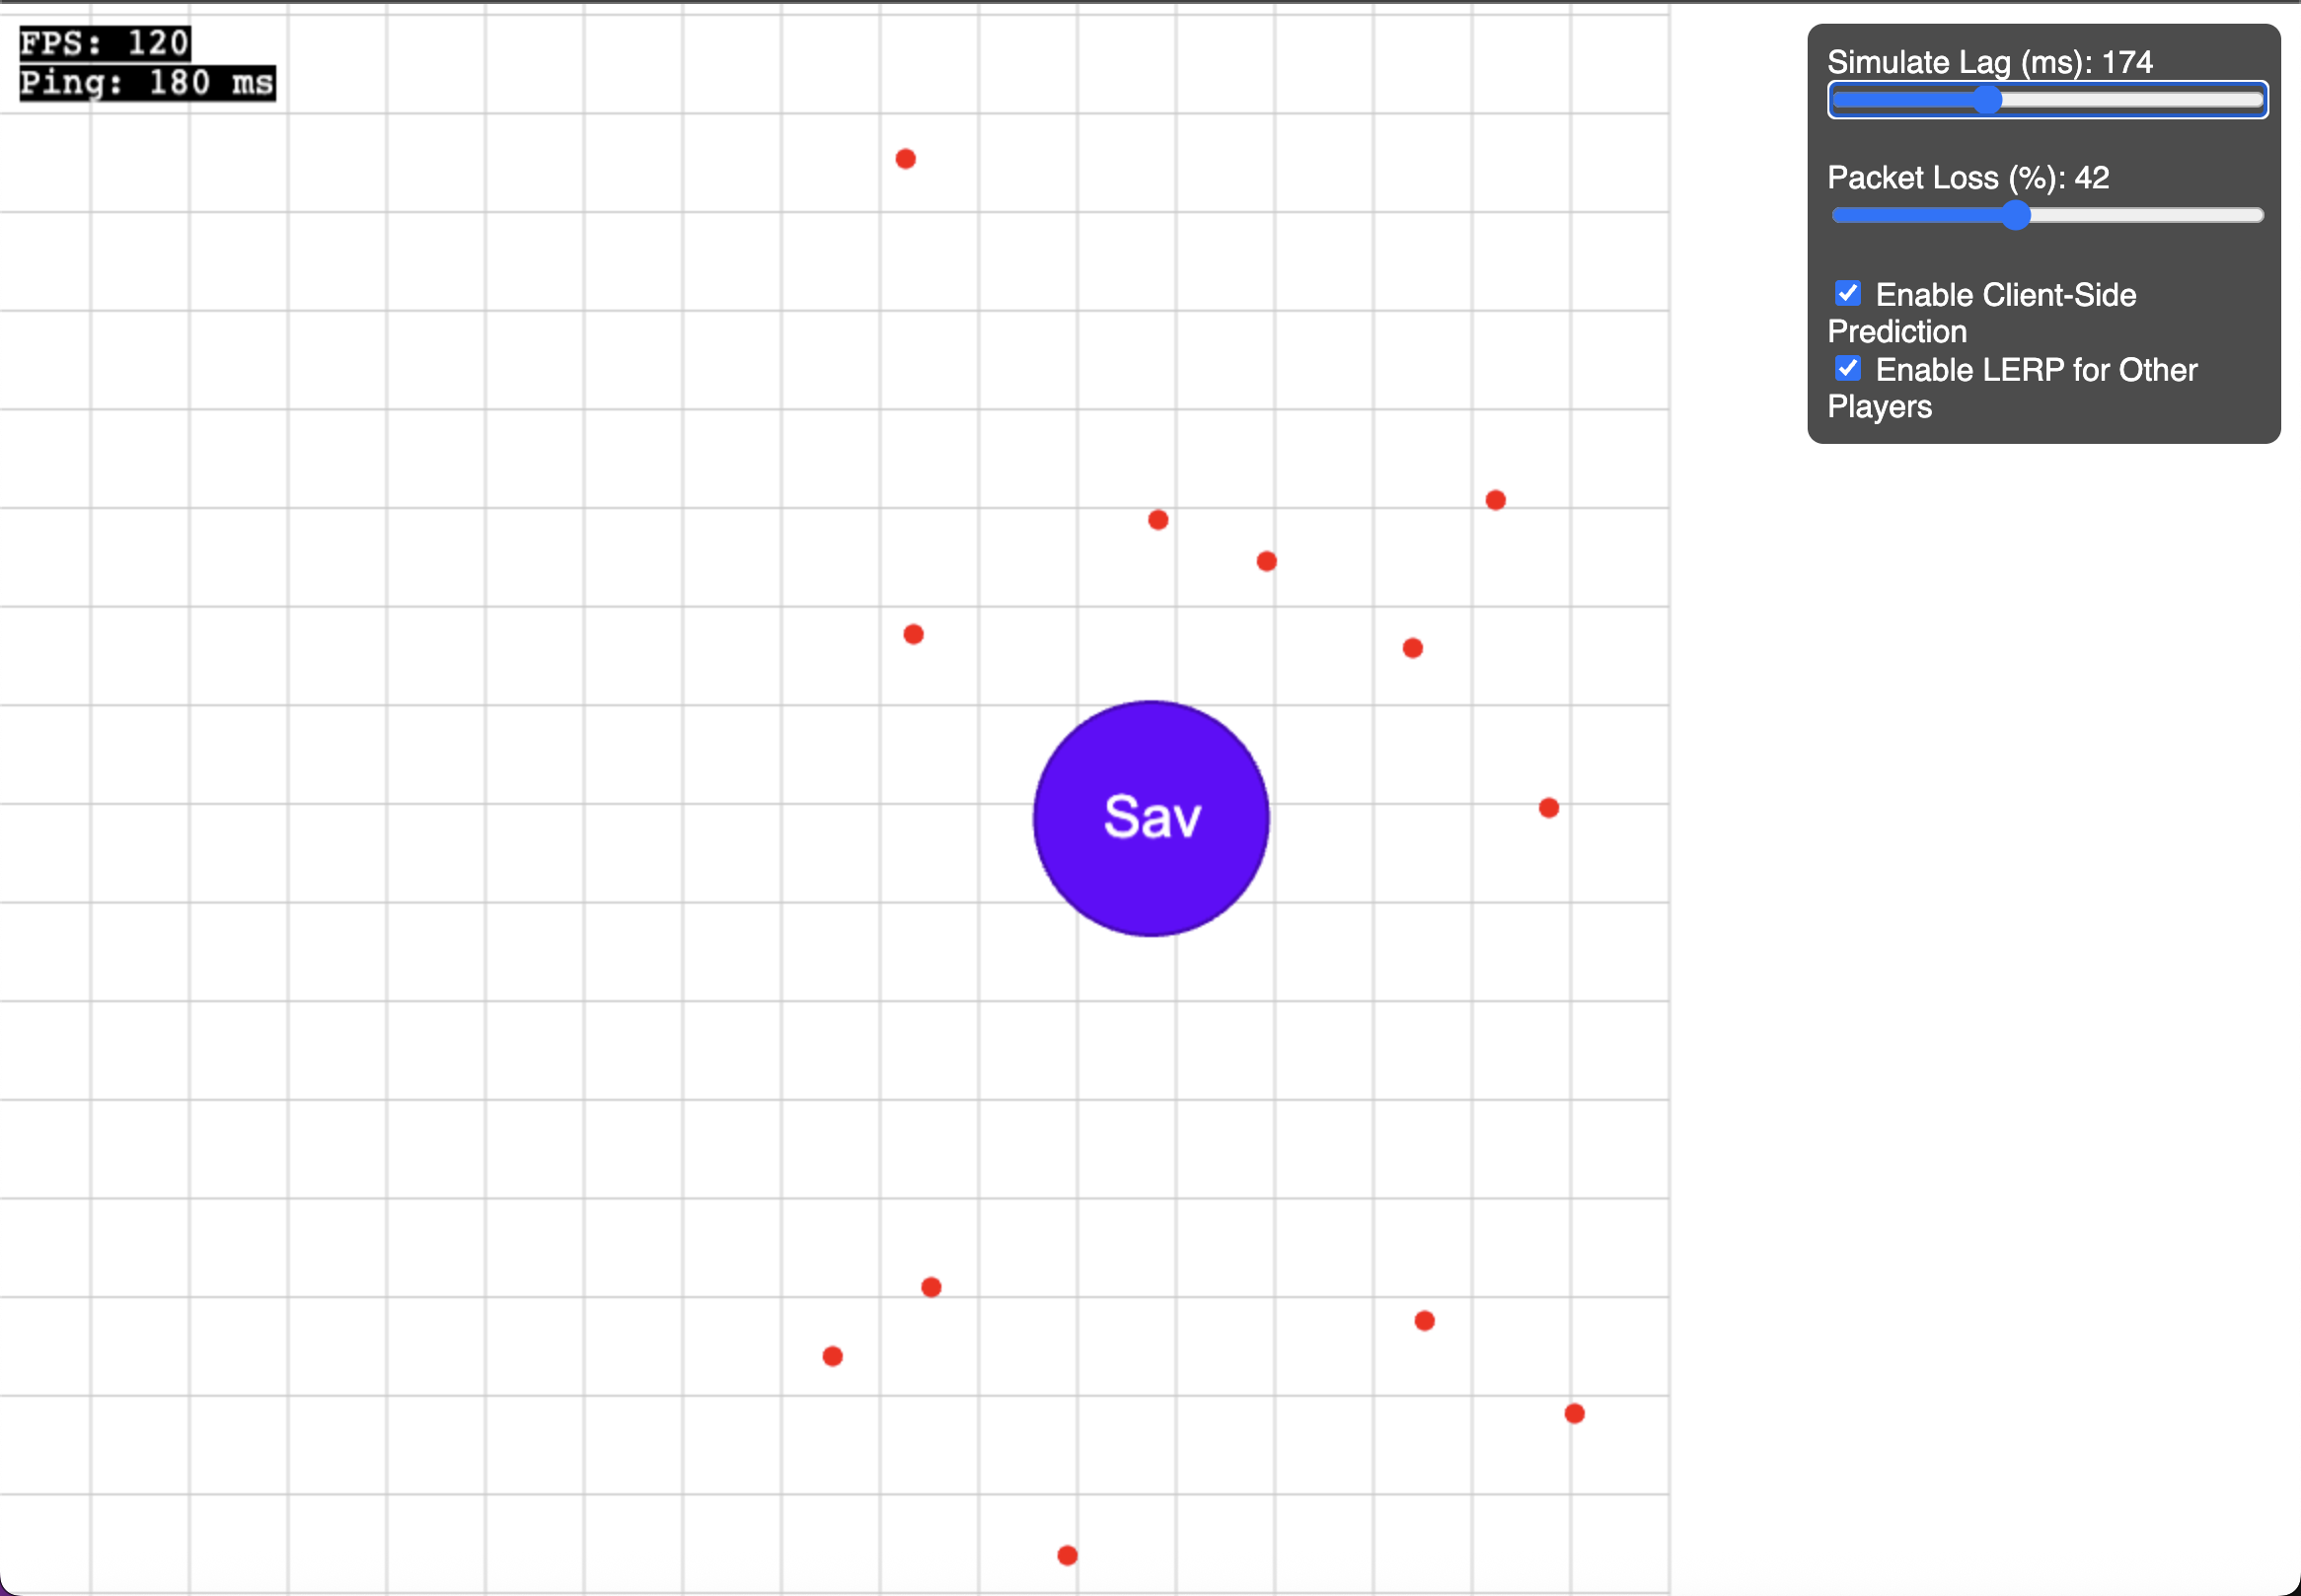 FPS: 120
Ping: 180 ms
Simulate Lag (ms): 174
Packet Loss (%): 42
Enable Client-Side
Prediction
Enable LERP for Other
Players
Sav